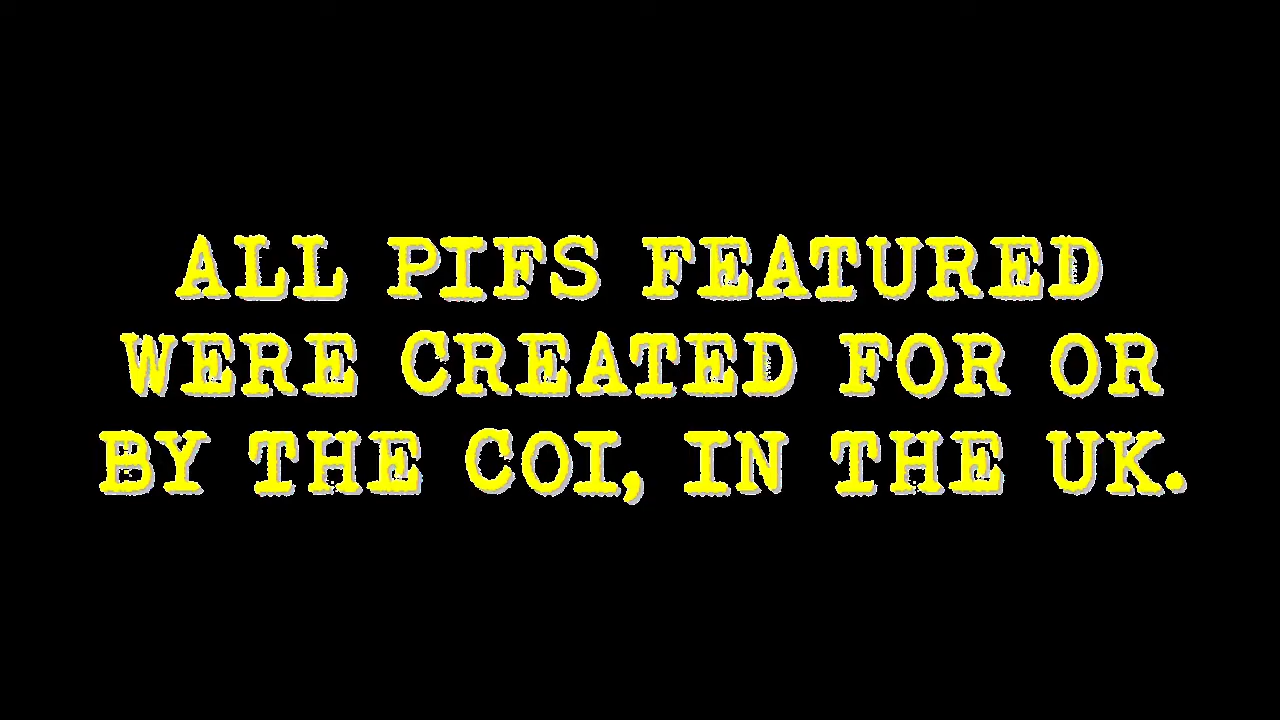 ALL PIFS FEATURED
WERE CREATED FOR OR
BY THE COI, IN THE UK.